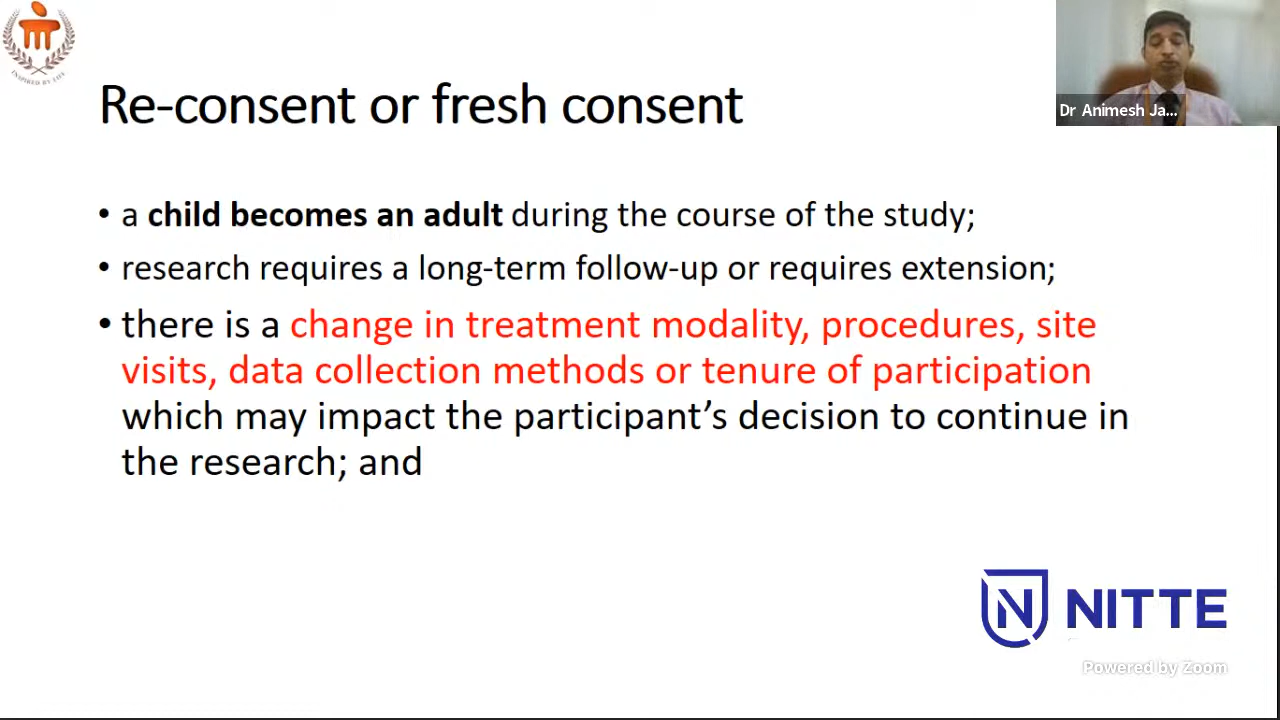 INSPIRED BY LIFE
Dr Animesh Ja...
Re-consent or fresh consent
• a child becomes an adult during the course of the study;
• research requires a long-term follow-up or requires extension;
• there is a change in treatment modality, procedures, site
visits, data collection methods or tenure of participation
which may impact the participant’s decision to continue in
the research; and
N NITTE
Powered by Zoom